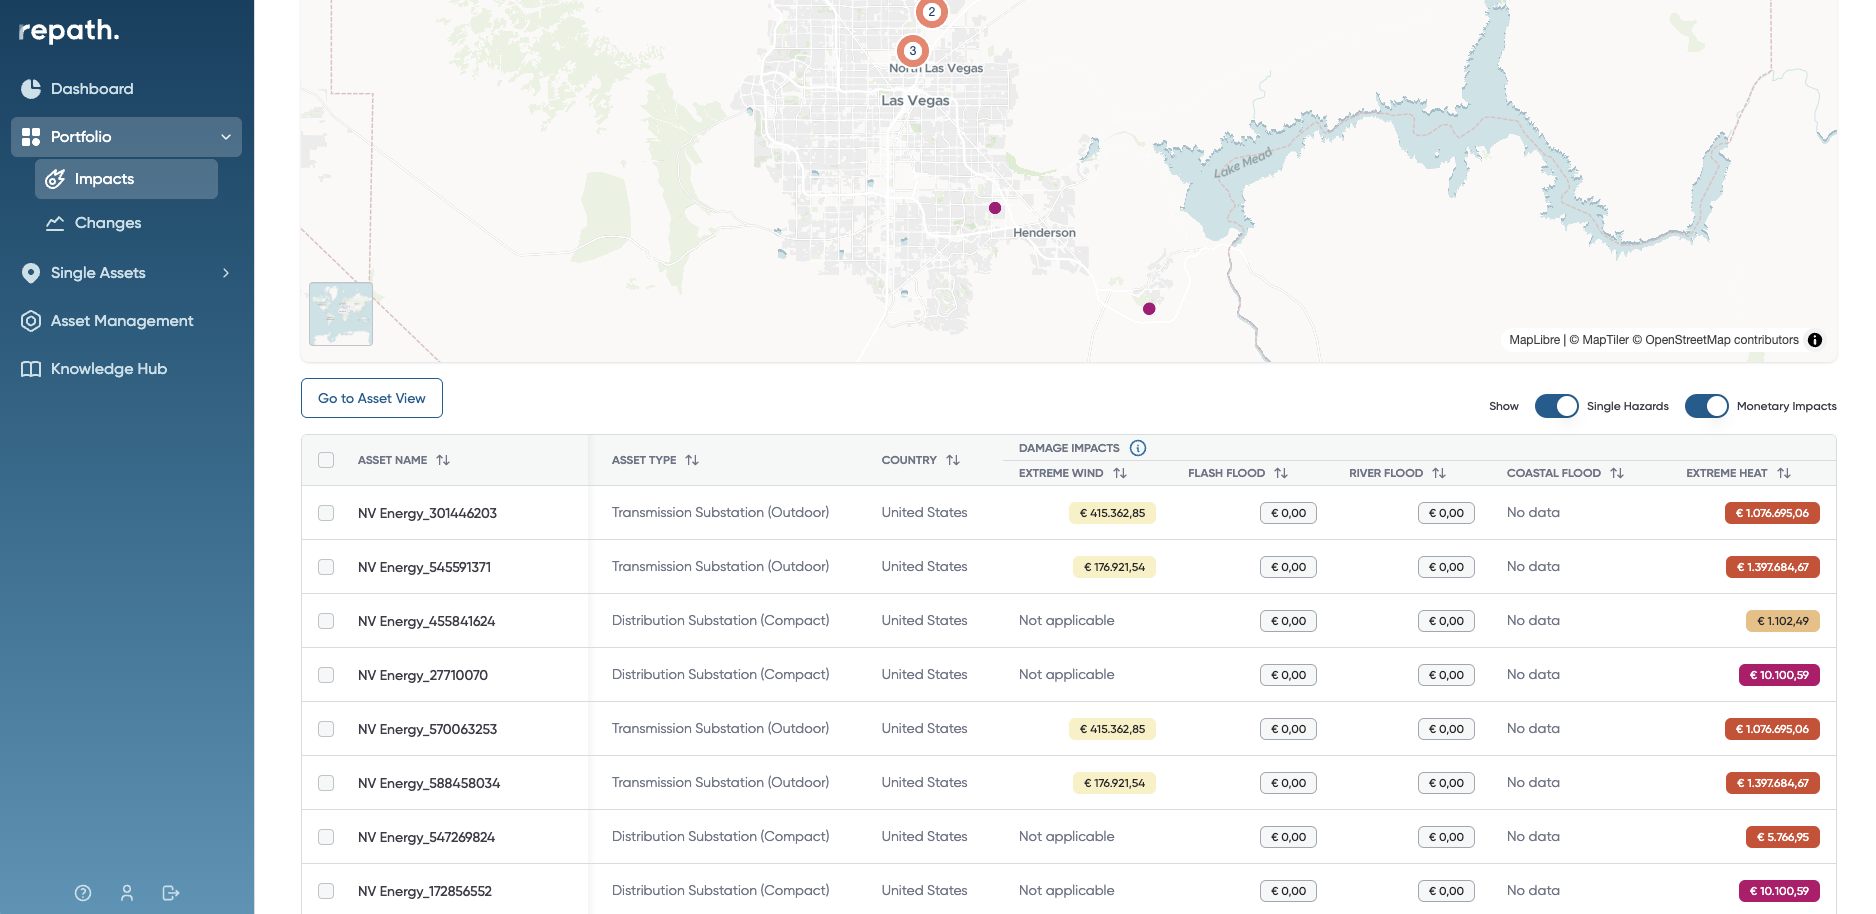 repath.
Dashboard
Portfolio
Impacts
Changes
Single Assets
Asset Management
Knowledge Hub
2
3
North Las Vegas
Las Vegas
Lake Mead
Henderson
MapLibre | © MapTiler © OpenStreetMap contributors
Go to Asset View
Show Single Hazards Monetary Impacts
DAMAGE IMPACTS
ASSET NAME ASSET TYPE COUNTRY EXTREME WIND FLASH FLOOD RIVER FLOOD COASTAL FLOOD EXTREME HEAT
NV Energy_301446203 Transmission Substation (Outdoor) United States € 415.362,85 € 0,00 € 0,00 No data € 1.076.695,06
NV Energy_545591371 Transmission Substation (Outdoor) United States € 176.921,54 € 0,00 € 0,00 No data € 1.397.684,67
NV Energy_455841624 Distribution Substation (Compact) United States Not applicable € 0,00 € 0,00 No data € 1.102,49
NV Energy_27710070 Distribution Substation (Compact) United States Not applicable € 0,00 € 0,00 No data € 10.100,59
NV Energy_570063253 Transmission Substation (Outdoor) United States € 415.362,85 € 0,00 € 0,00 No data € 1.076.695,06
NV Energy_588458034 Transmission Substation (Outdoor) United States € 176.921,54 € 0,00 € 0,00 No data € 1.397.684,67
NV Energy_547269824 Distribution Substation (Compact) United States Not applicable € 0,00 € 0,00 No data € 5.766,95
NV Energy_172856552 Distribution Substation (Compact) United States Not applicable € 0,00 € 0,00 No data € 10.100,59